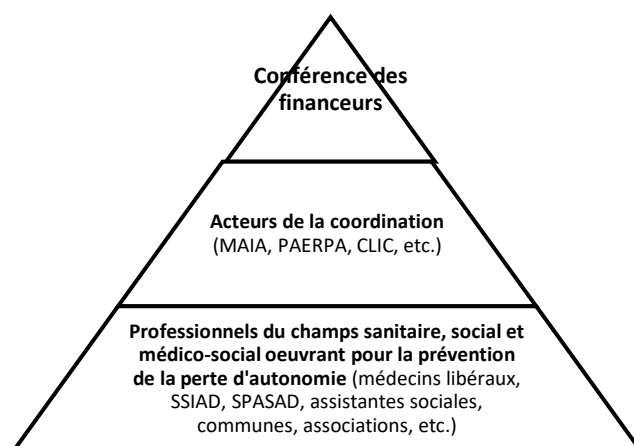 Conférence des
financeurs
Acteurs de la coordination
(MAIA, PAERPA, CLIC, etc.)
Professionnels du champs sanitaire, social et
médico-social oeuvrant pour la prévention
de la perte d'autonomie (médecins libéraux,
SSIAD, SPASAD, assistantes sociales,
communes, associations, etc.)